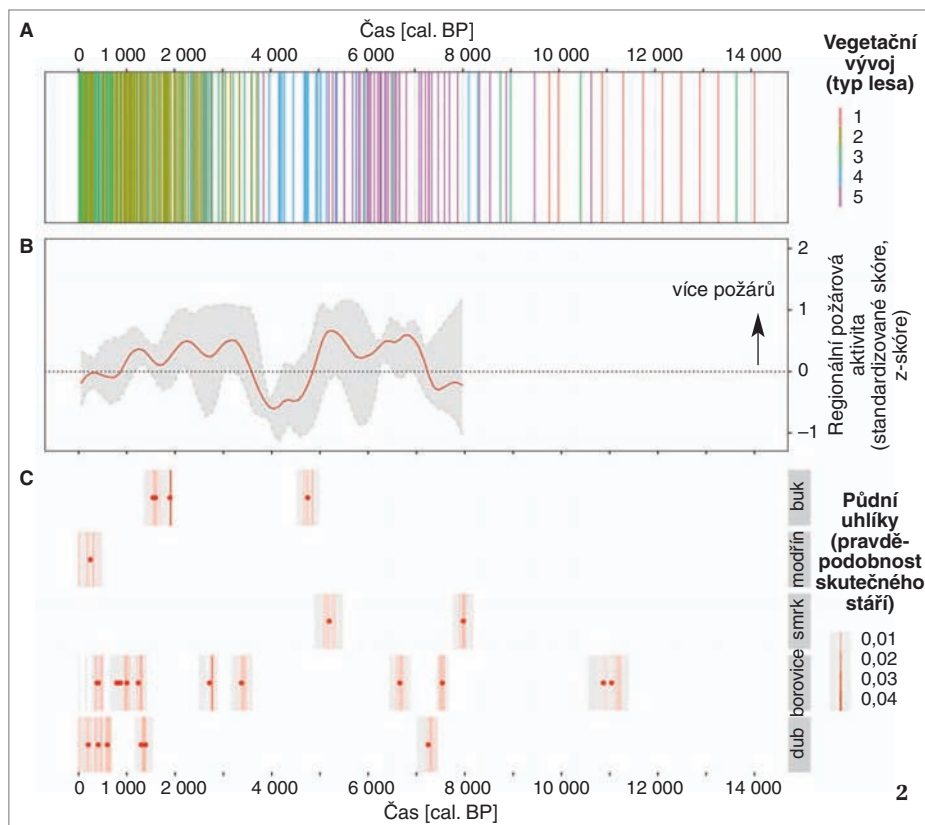 A
Čas [cal. BP]
0 1 000 2 000 4 000 6 000 8 000 10 000 12 000 14 000
Vegetační
vývoj
(typ lesa)
1
2
3
4
5
B
více požárů
2
1
0
–1
Regionální požárová
aktivita
(standardizované skóre,
z-skóre)
C
buk
modřín
smrk
borovice
dub
Půdní
uhlíky
(pravdě-
podobnost
skutečného
stáří)
0,01
0,02
0,03
0,04
0 1 000 2 000 4 000 6 000 8 000 10 000 12 000 14 000
Čas [cal. BP]
2